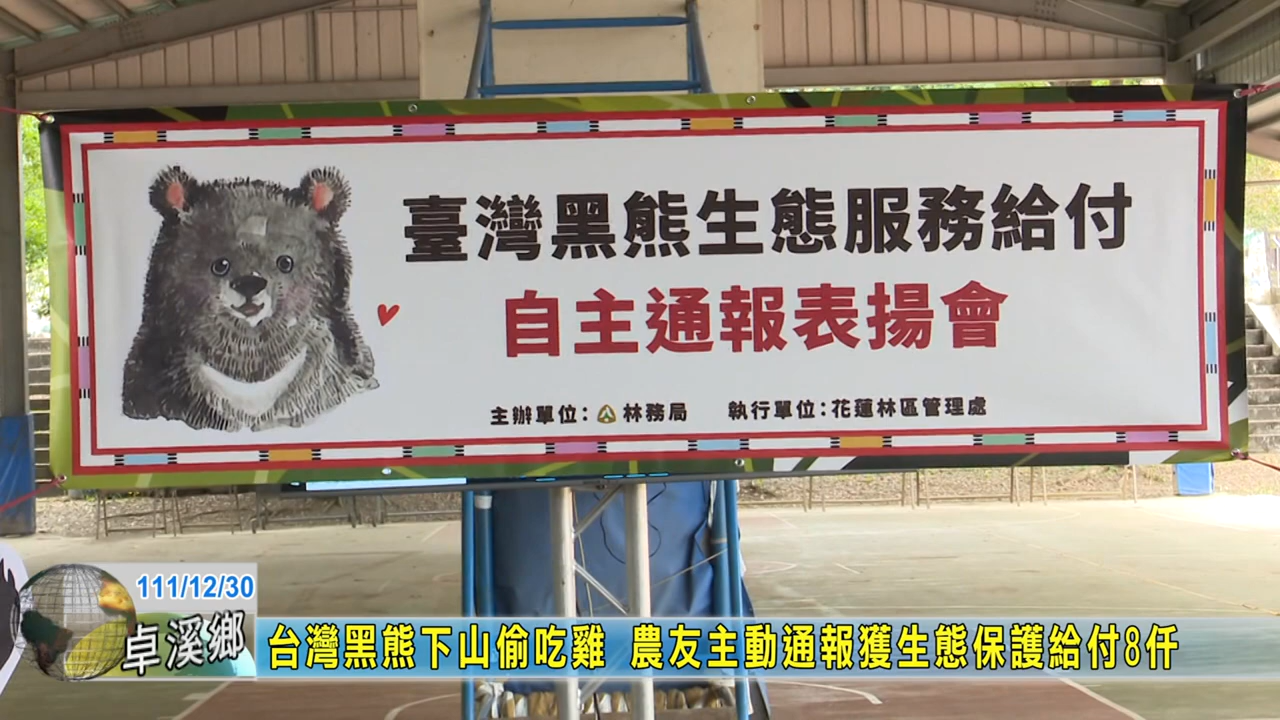 臺灣黑熊生態服務給付
自主通報表揚會
主辦單位：林務局 執行單位：花蓮林區管理處
111/12/30
卓溪鄉
台灣黑熊下山偷吃雞 農友主動通報獲生態保護給付8仟